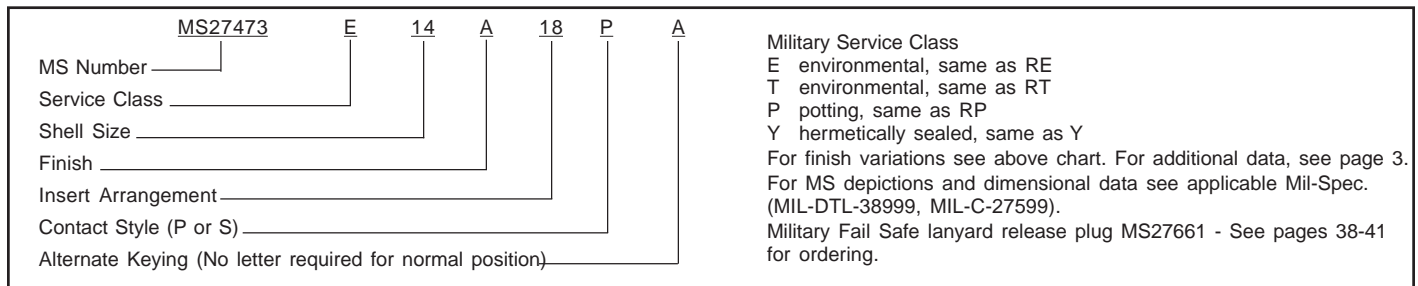 MS27473 E 14 A 18 P A
MS Number
Service Class
Shell Size
Finish
Insert Arrangement
Contact Style (P or S)
Alternate Keying (No letter required for normal position)
Military Service Class
E environmental, same as RE
T environmental, same as RT
P potting, same as RP
Y hermetically sealed, same as Y
For finish variations see above chart. For additional data, see page 3.
For MS depictions and dimensional data see applicable Mil-Spec.
(MIL-DTL-38999, MIL-C-27599).
Military Fail Safe lanyard release plug MS27661 - See pages 38-41
for ordering.